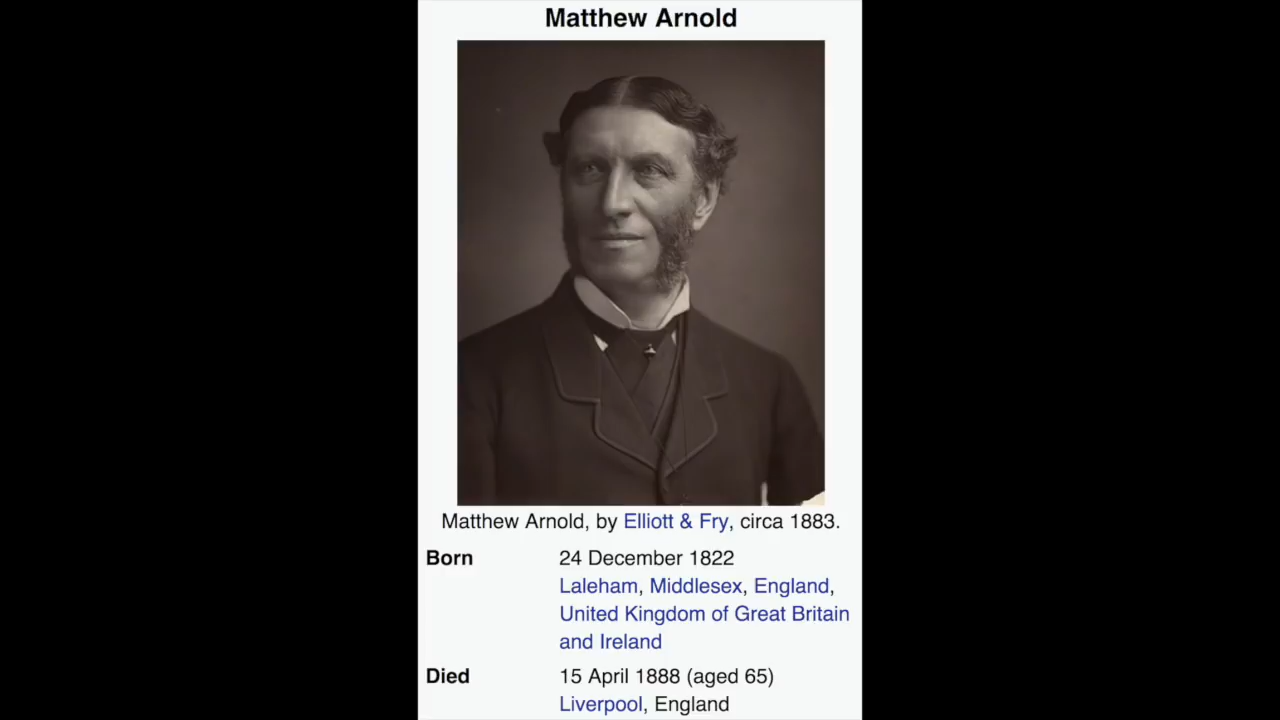 Matthew Arnold
Matthew Arnold, by Elliott & Fry, circa 1883.
Born 24 December 1822
Laleham, Middlesex, England,
United Kingdom of Great Britain
and Ireland
Died 15 April 1888 (aged 65)
Liverpool, England